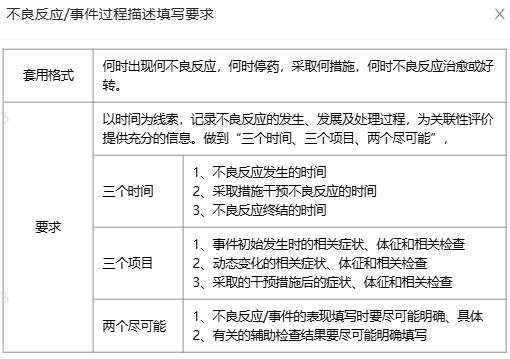 不良反应/事件过程描述填写要求
套用格式
何时出现何不良反应，何时停药，采取何措施，何时不良反应治愈或好
转。
要求
以时间为线索，记录不良反应的发生、发展及处理过程，为关联性评价
提供充分的信息。做到“三个时间、三个项目、两个尽可能”，
三个时间
1、不良反应发生的时间
2、采取措施干预不良反应的时间
3、不良反应终结的时间
三个项目
1、事件初始发生时的相关症状、体征和相关检查
2、动态变化的相关症状、体征和相关检查
3、采取的干预措施后的症状、体征和相关检查
两个尽可能
1、不良反应/事件的表现填写时要尽可能明确、具体
2、有关的辅助检查结果要尽可能明确填写